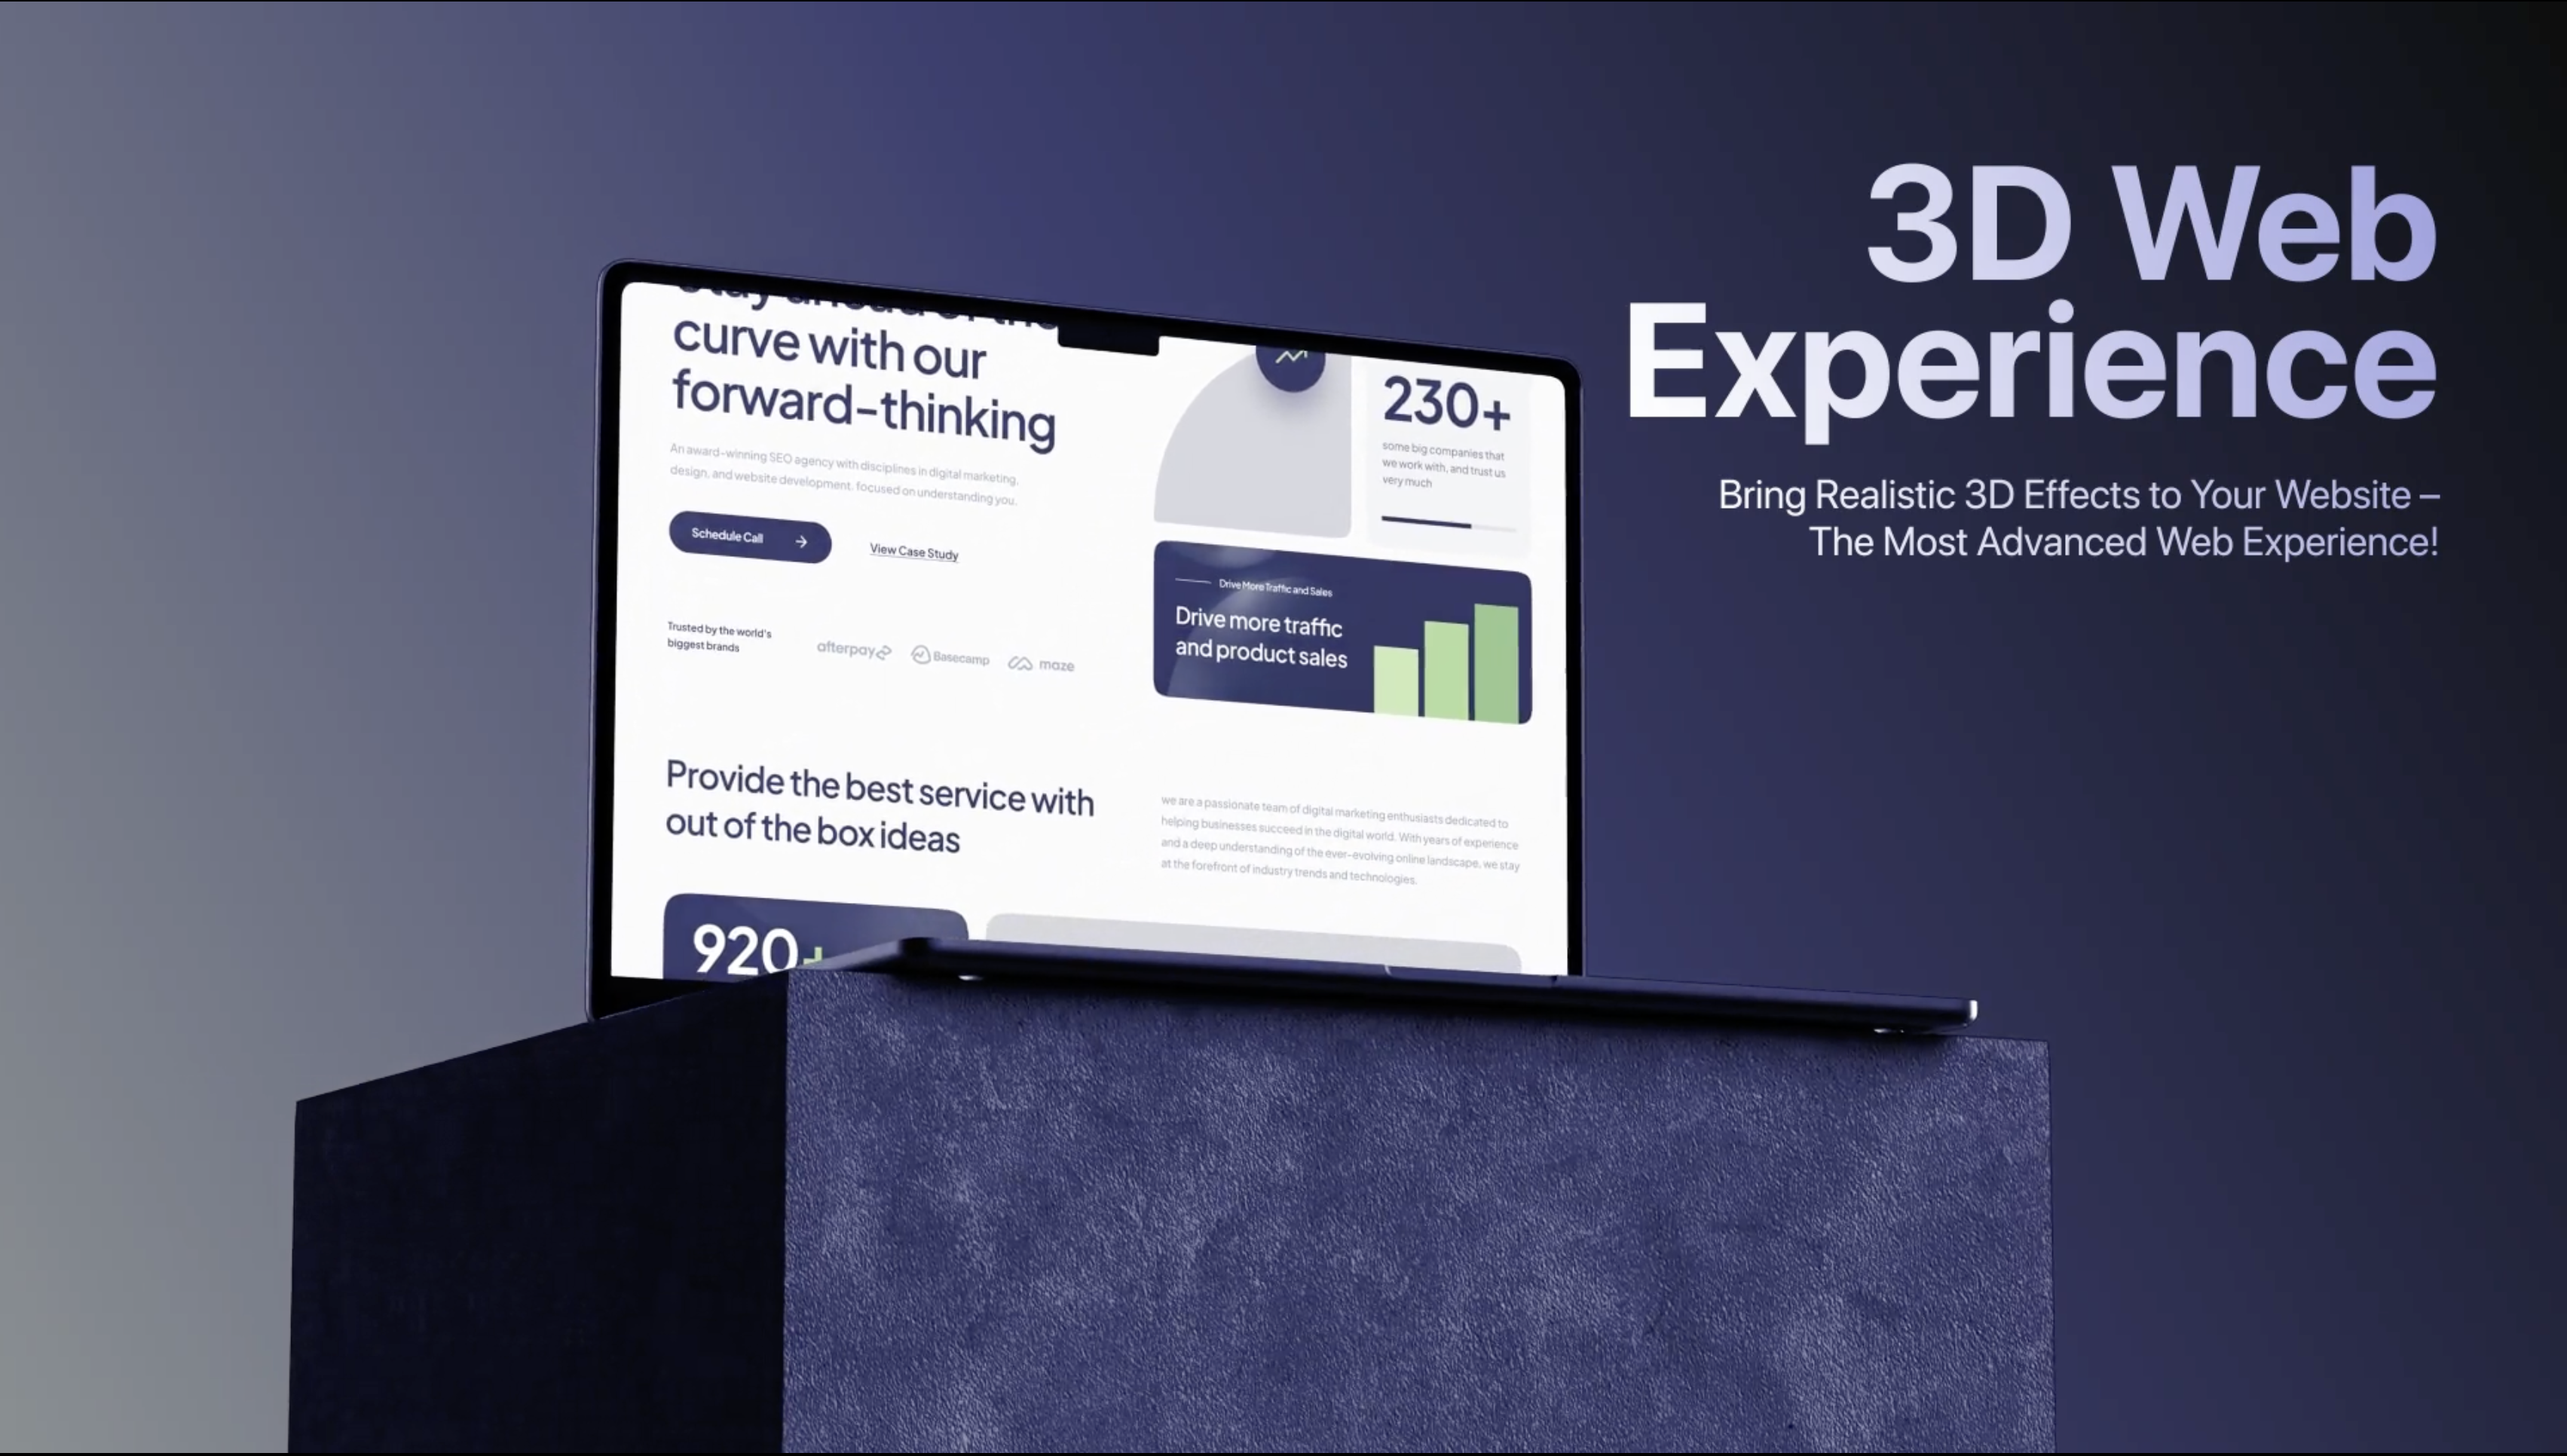 3D Web
Experience
Bring Realistic 3D Effects to Your Website –
The Most Advanced Web Experience!
Stay ahead of the
curve with our
forward-thinking
An award-winning SEO agency with disciplines in digital marketing,
design, and website development. focused on understanding you.
Schedule Call
View Case Study
Trusted by the world's
biggest brands
afterpay
Basecamp
maze
230+
some big companies that
we work with, and trust us
very much
Drive More Traffic and Sales
Drive more traffic
and product sales
Provide the best service with
out of the box ideas
we are a passionate team of digital marketing enthusiasts dedicated to
helping businesses succeed in the digital world. With years of experience
and a deep understanding of the ever-evolving online landscape, we stay
at the forefront of industry trends and technologies.
920+